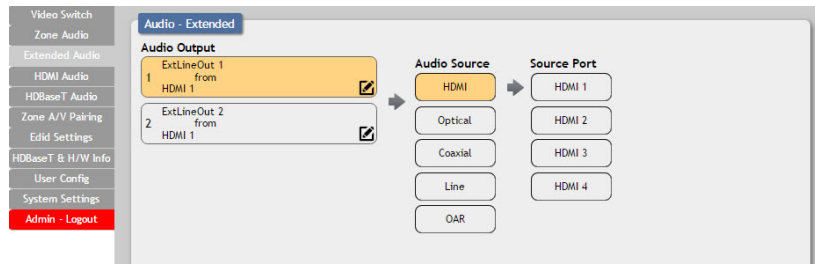 Video Switch
Zone Audio
Extended Audio
HDMI Audio
HDBaseT Audio
Zone A/V Pairing
Edid Settings
HDBaseT & H/W Info
User Config
System Settings
Admin - Logout
Audio - Extended
Audio Output
ExtLineOut 1
1 from
HDMI 1
ExtLineOut 2
2 from
HDMI 1
Audio Source
HDMI
Optical
Coaxial
Line
OAR
Source Port
HDMI 1
HDMI 2
HDMI 3
HDMI 4